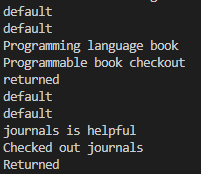 default
default
Programming language book
Programmable book checkout
returned
default
default
journals is helpful
Checked out journals
Returned